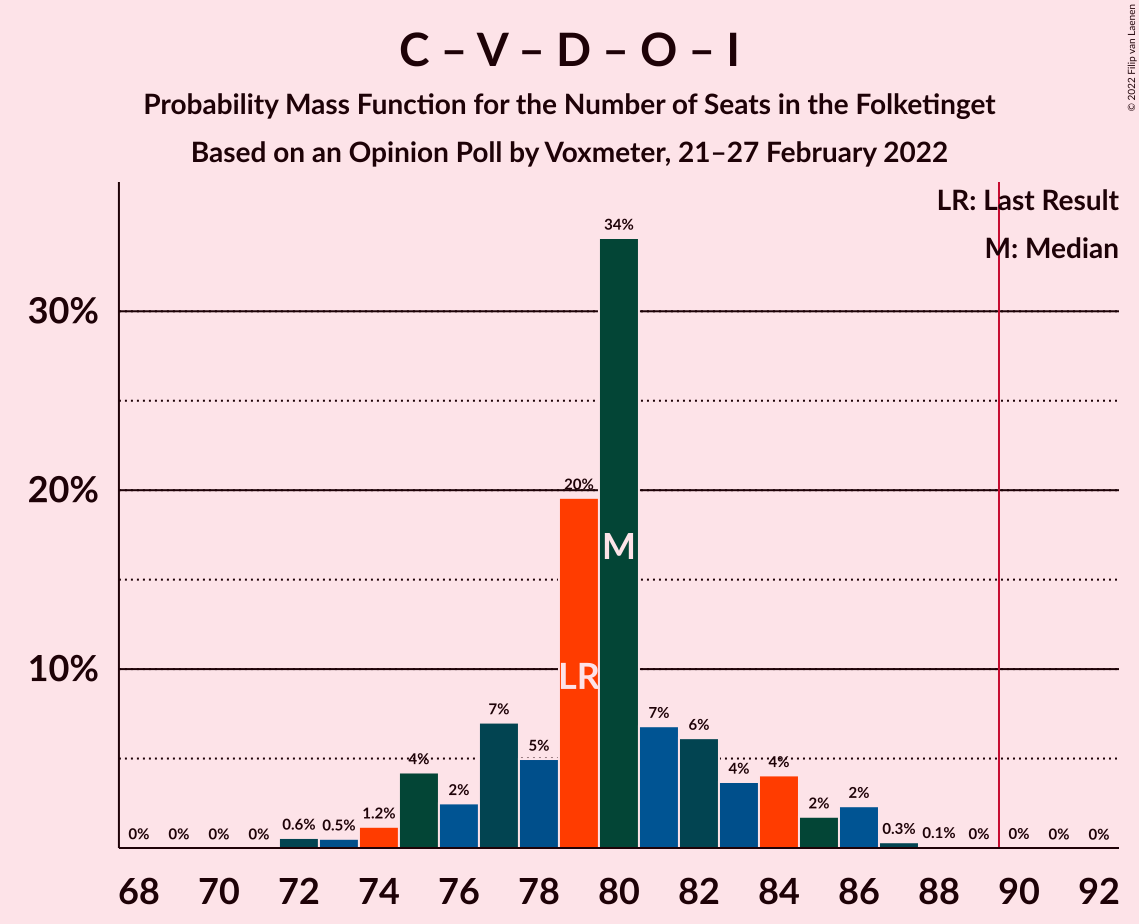 C – V – D – O – I
Probability Mass Function for the Number of Seats in the Folketinget
Based on an Opinion Poll by Voxmeter, 21–27 February 2022
© 2022 Filip van Laenen
LR: Last Result
M: Median
30%
20%
10%
0% 0% 0% 0% 0.6% 0.5% 1.2% 4% 2% 7% 5% 20% 34% 7% 6% 4% 4% 2% 2% 0.3% 0.1% 0% 0% 0% 0%
M
LR
68 70 72 74 76 78 80 82 84 86 88 90 92